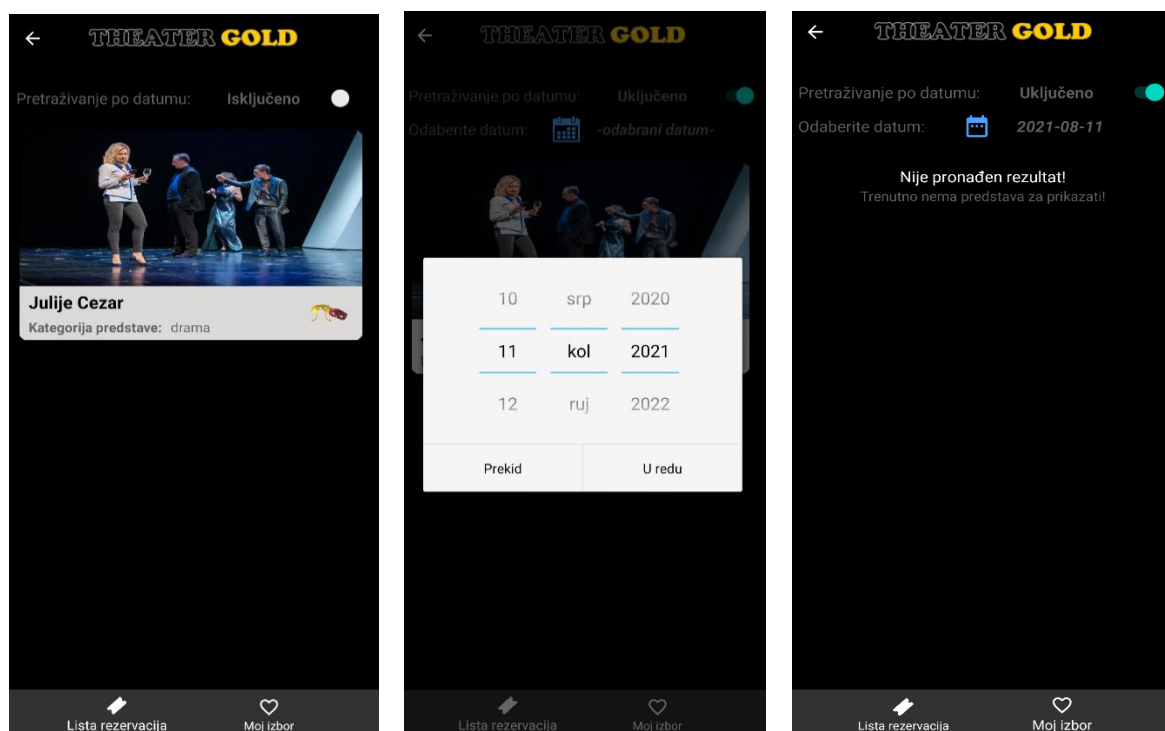 THEATER GOLD
Pretraživanje po datumu: Isključeno
Julije Cezar
Kategorija predstave: drama
Lista rezervacija Moj izbor
THEATER GOLD
Pretraživanje po datumu: Uključeno
Odaberite datum: -odabrani datum-
10 srp 2020
11 kol 2021
12 ruj 2022
Prekid U redu
Lista rezervacija Moj izbor
THEATER GOLD
Pretraživanje po datumu: Uključeno
Odaberite datum: 2021-08-11
Nije pronađen rezultat!
Trenutno nema predstava za prikazati!
Lista rezervacija Moj izbor